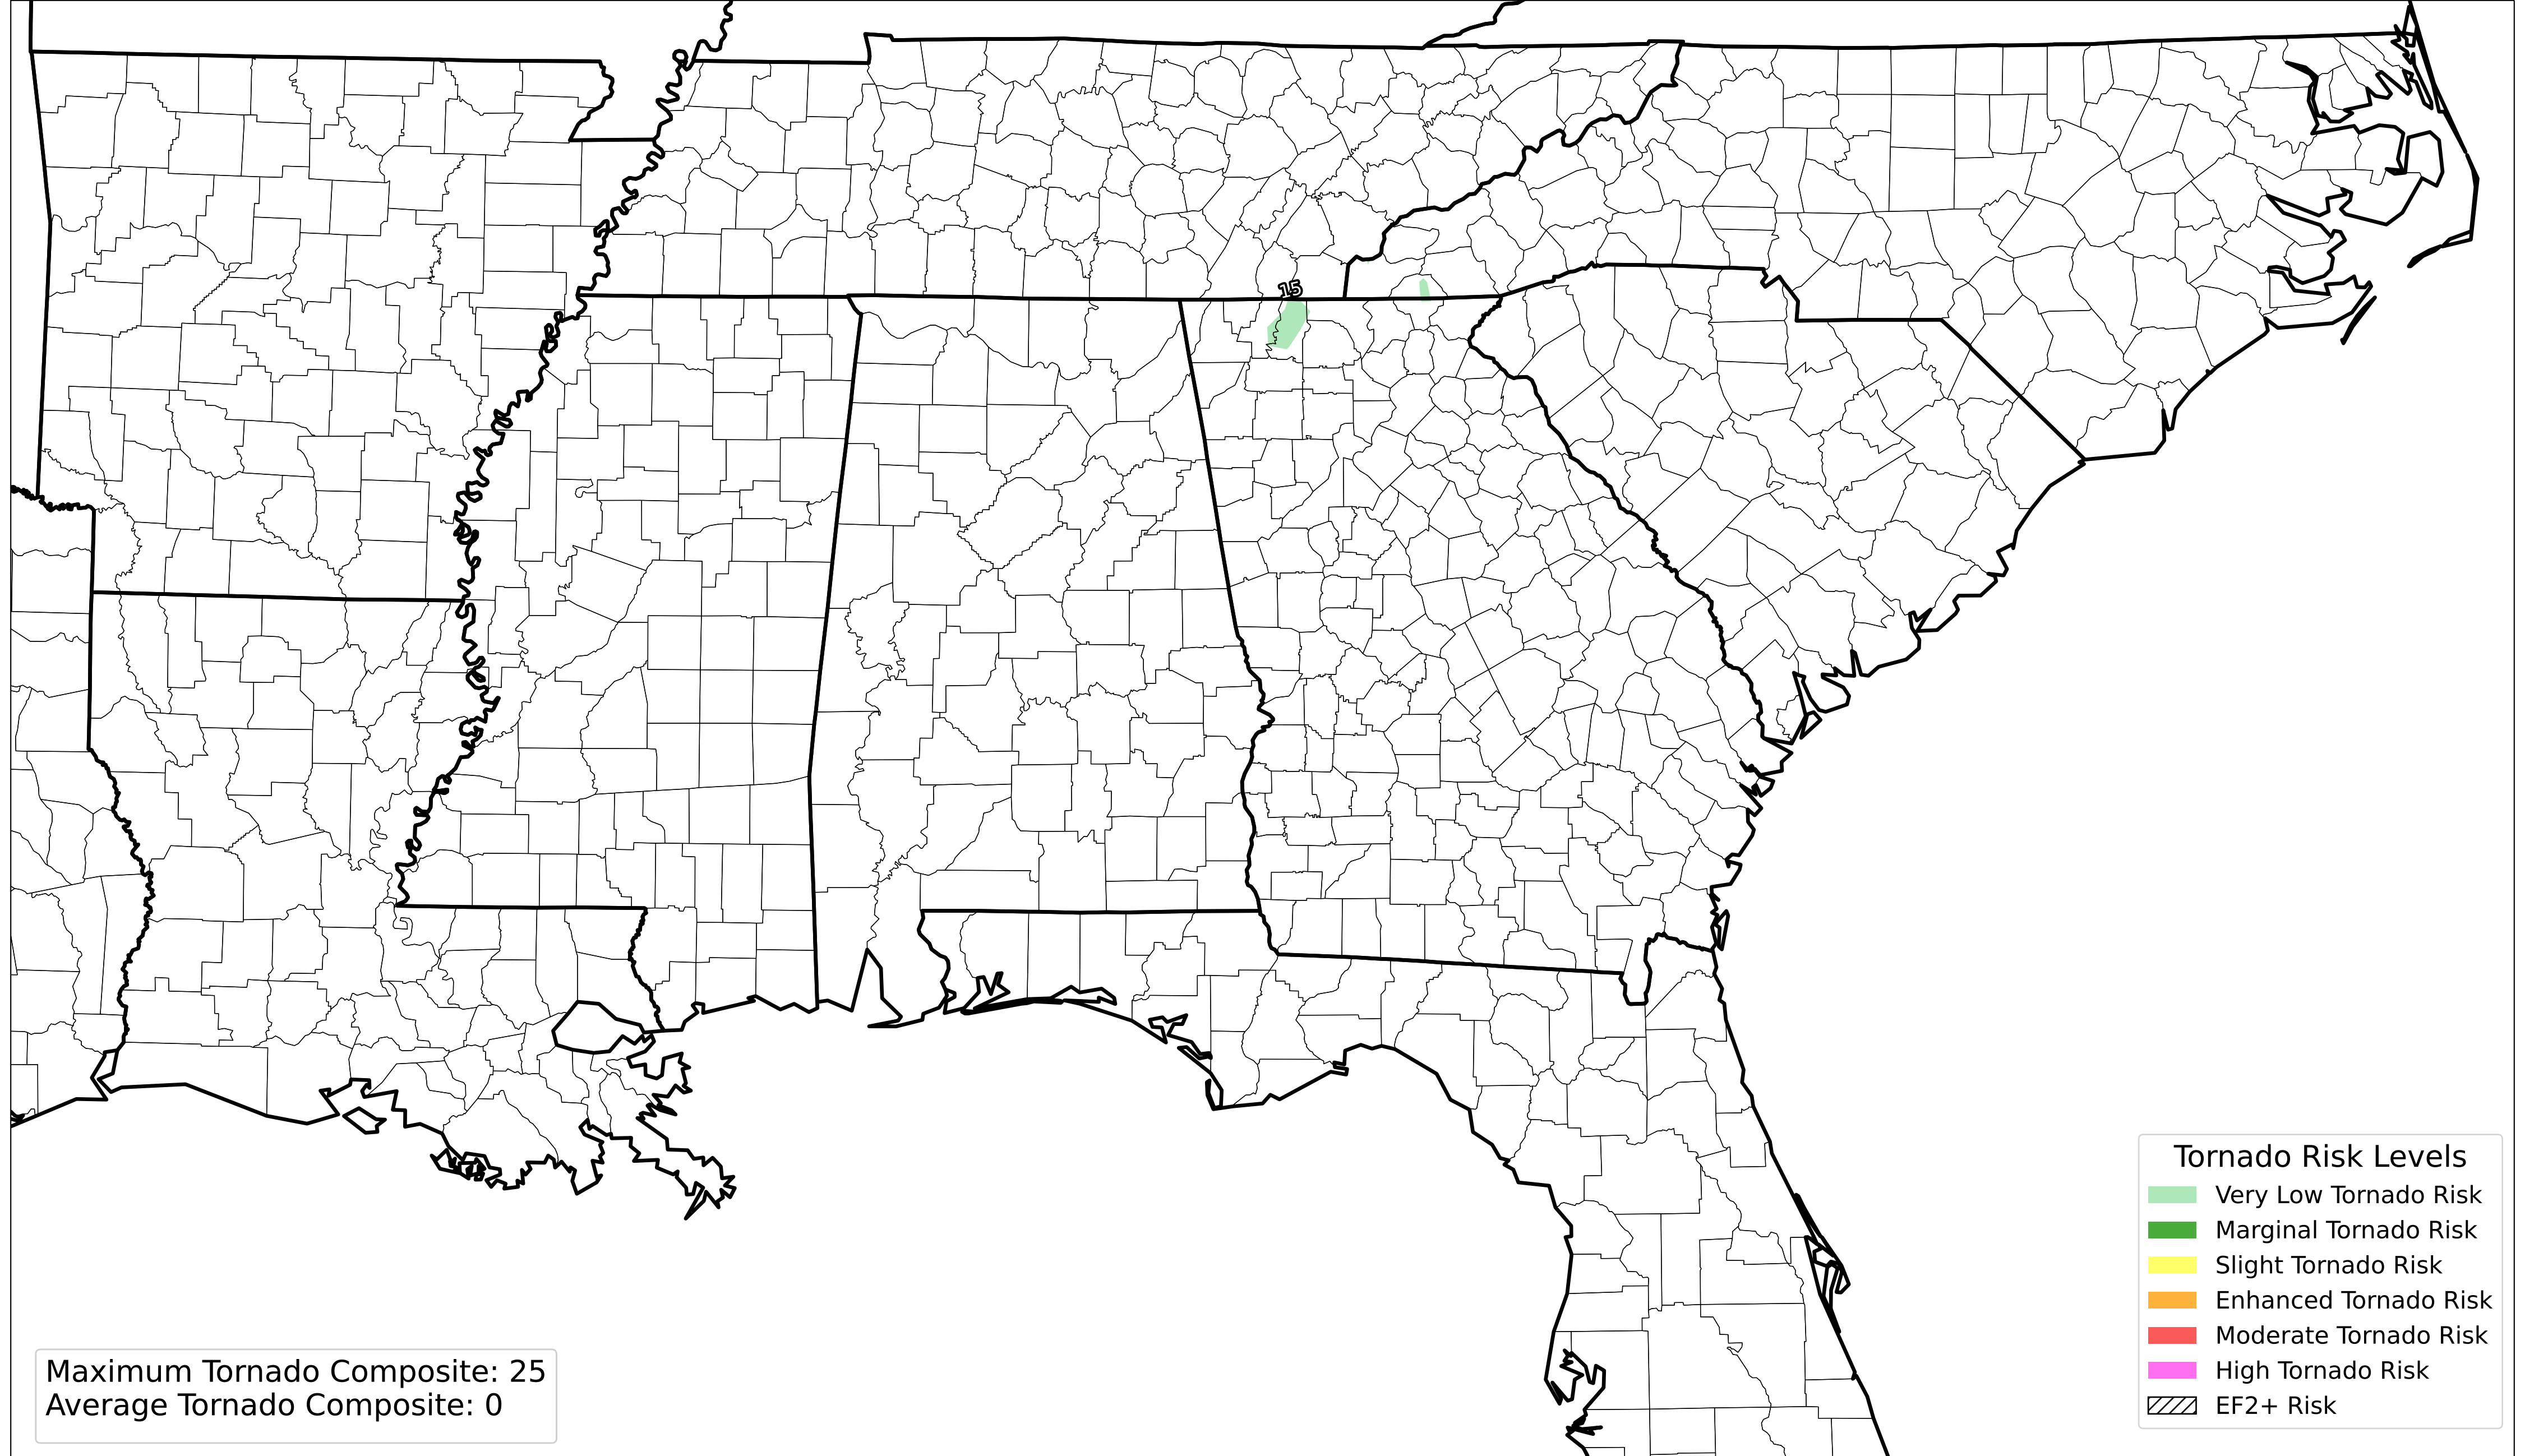 15
Tornado Risk Levels
Very Low Tornado Risk
Marginal Tornado Risk
Slight Tornado Risk
Enhanced Tornado Risk
Moderate Tornado Risk
High Tornado Risk
EF2+ Risk
Maximum Tornado Composite: 25
Average Tornado Composite: 0